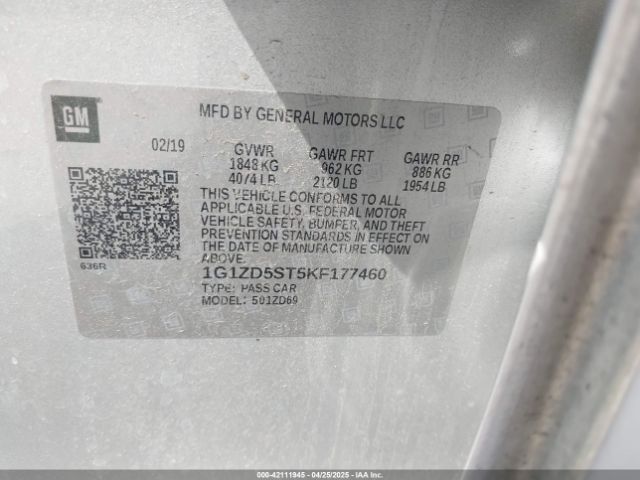 GM
MFD BY GENERAL MOTORS LLC
02/19 GVWR GAWR FRT GAWR RR
1848 KG 962 KG 886 KG
4074 LB 2120 LB 1954 LB
THIS VEHICLE CONFORMS TO ALL
APPLICABLE U.S. FEDERAL MOTOR
VEHICLE SAFETY, BUMPER, AND THEFT
PREVENTION STANDARDS IN EFFECT ON
THE DATE OF MANUFACTURE SHOWN
ABOVE.
636R
1G1ZD5ST5KF177460
TYPE: PASS CAR
MODEL: 501ZD69
000-42111945 - 04/25/2025 - IAAI.COM